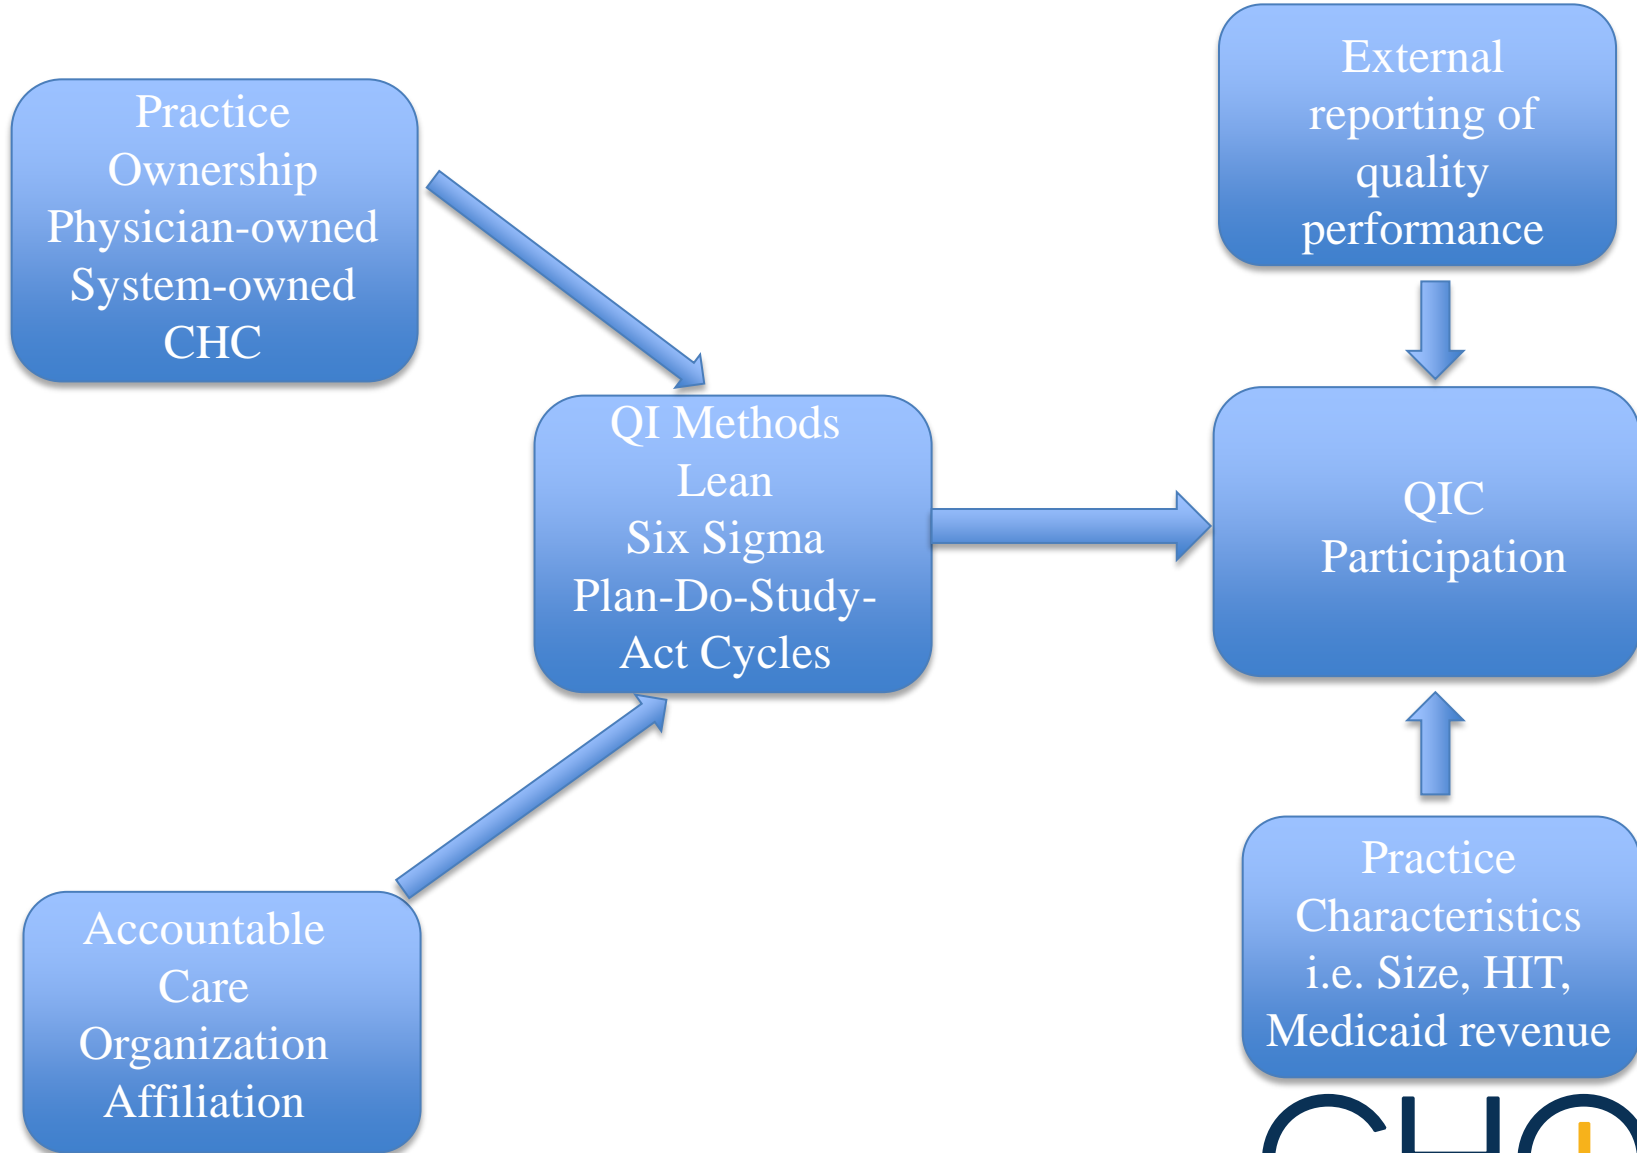 Practice
Ownership
Physician-owned
System-owned
CHC
External
reporting of
quality
performance
QI Methods
Lean
Six Sigma
Plan-Do-Study-
Act Cycles
QIC
Participation
Accountable
Care
Organization
Affiliation
Practice
Characteristics
i.e. Size, HIT,
Medicaid revenue